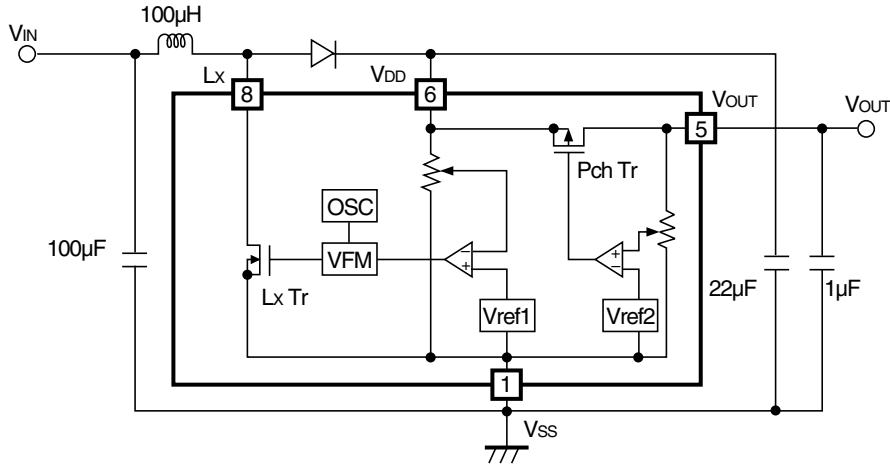 100µH
VIN
LX
VDD
8
6
VOUT
VOUT
5
Pch Tr
OSC
100µF
VFM
−
+
+
−
LX Tr
22µF
1µF
Vref1
Vref2
1
VSS